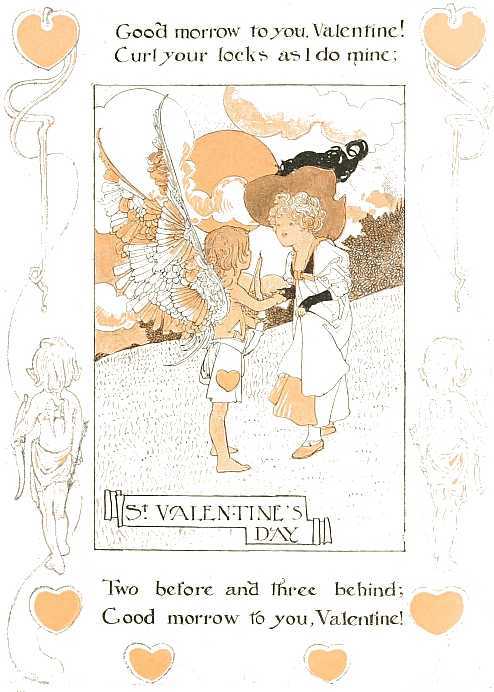 Good morrow to you, Valentine!
Curl your locks as I do mine;
St VALENTINE'S
DAY
Two before and three behind;
Good morrow to you, Valentine!